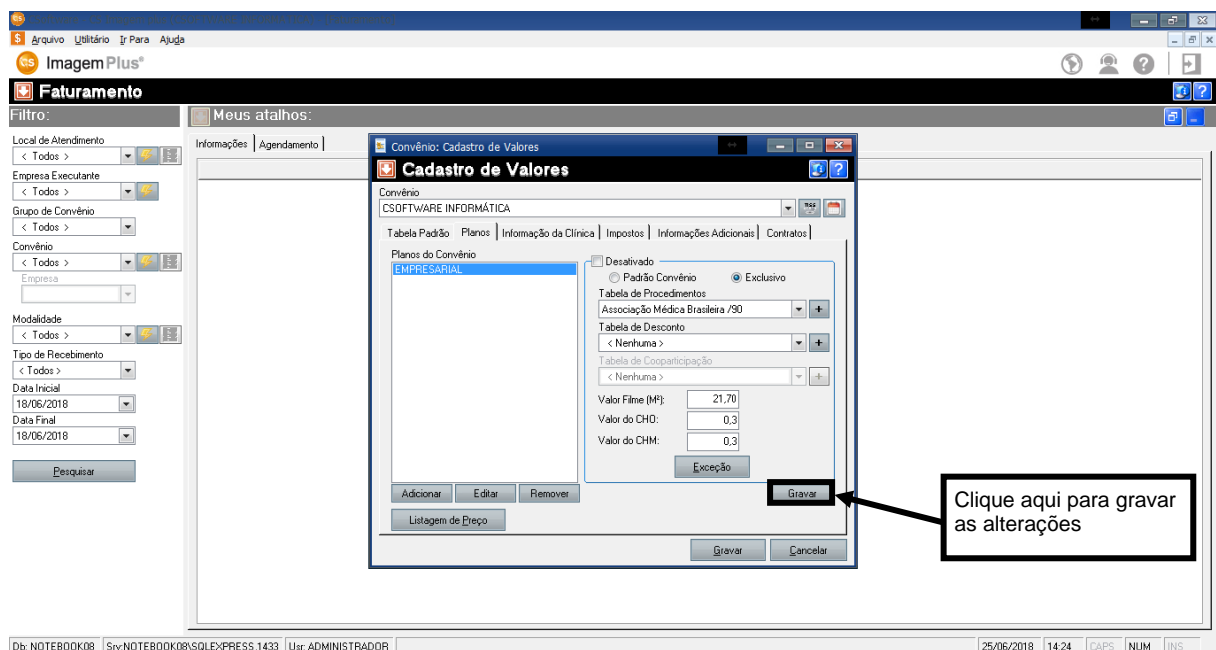 Arquivo Utilitário Ir Para Ajuda
ImagemPlus®
Faturamento
Filtro:
Meus atalhos:
Local de Atendimento
< Todos >
Empresa Executante
< Todos >
Grupo de Convênio
< Todos >
Convênio
< Todos >
Empresa
Modalidade
< Todos >
Tipo de Recebimento
< Todos >
Data Inicial
18/06/2018
Data Final
18/06/2018
Pesquisar
Informações Agendamento
Convênio: Cadastro de Valores
Cadastro de Valores
Convênio
CSOFTWARE INFORMÁTICA
Tabela Padrão Planos Informação da Clínica Impostos Informações Adicionais Contratos
Planos do Convênio
EMPRESARIAL
Desativado
Padrão Convênio Exclusivo
Tabela de Procedimentos
Associação Médica Brasileira /90
Tabela de Desconto
< Nenhuma >
Tabela de Cooparticipação
< Nenhuma >
Valor Filme (M²): 21,70
Valor do CHO: 0,3
Valor do CHM: 0,3
Exceção
Adicionar Editar Remover
Gravar
Listagem de Preço
Gravar Cancelar
Clique aqui para gravar
as alterações
Db: NOTEBOOK08 Srv:NOTEBOOK08\SQLEXPRESS,1433 Usr: ADMINISTRADOR 25/06/2018 14:24 CAPS NUM INS